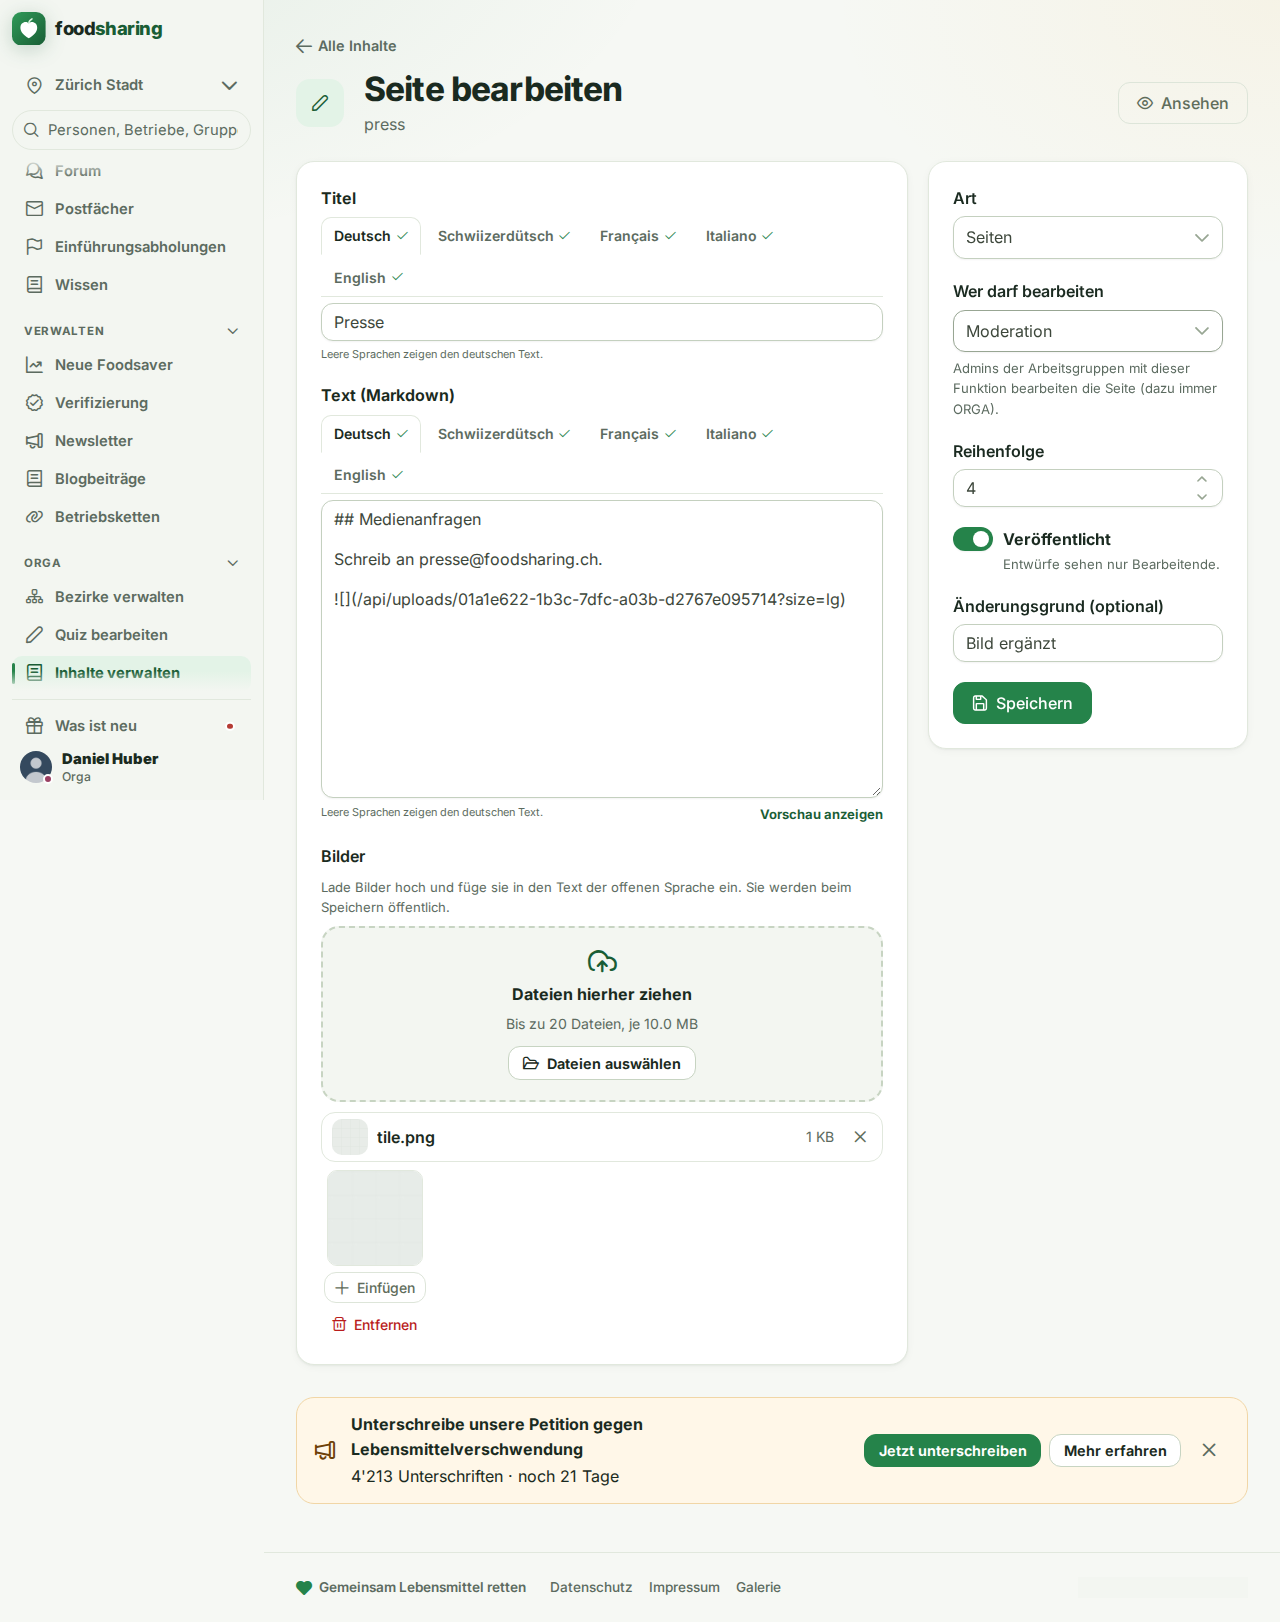 foodsharing
Zürich Stadt
Personen, Betriebe, Grupp
Forum
Postfächer
Einführungsabholungen
Wissen
VERWALTEN
Neue Foodsaver
Verifizierung
Newsletter
Blogbeiträge
Betriebsketten
ORGA
Bezirke verwalten
Quiz bearbeiten
Inhalte verwalten
Was ist neu
Daniel Huber
Orga
Alle Inhalte
Seite bearbeiten
press
Ansehen
Titel
Deutsch
Schwiizerdütsch
Français
Italiano
English
Presse
Leere Sprachen zeigen den deutschen Text.
Text (Markdown)
Deutsch
Schwiizerdütsch
Français
Italiano
English
## Medienanfragen
Schreib an presse@foodsharing.ch.
![](/api/uploads/01a1e622-1b3c-7dfc-a03b-d2767e095714?size=lg)
Leere Sprachen zeigen den deutschen Text.
Vorschau anzeigen
Bilder
Lade Bilder hoch und füge sie in den Text der offenen Sprache ein. Sie werden beim
Speichern öffentlich.
Dateien hierher ziehen
Bis zu 20 Dateien, je 10.0 MB
Dateien auswählen
tile.png
1 KB
Einfügen
Entfernen
Art
Seiten
Wer darf bearbeiten
Moderation
Admins der Arbeitsgruppen mit dieser
Funktion bearbeiten die Seite (dazu immer
ORGA).
Reihenfolge
4
Veröffentlicht
Entwürfe sehen nur Bearbeitende.
Änderungsgrund (optional)
Bild ergänzt
Speichern
Unterschreibe unsere Petition gegen
Lebensmittelverschwendung
4'213 Unterschriften · noch 21 Tage
Jetzt unterschreiben
Mehr erfahren
Gemeinsam Lebensmittel retten
Datenschutz
Impressum
Galerie